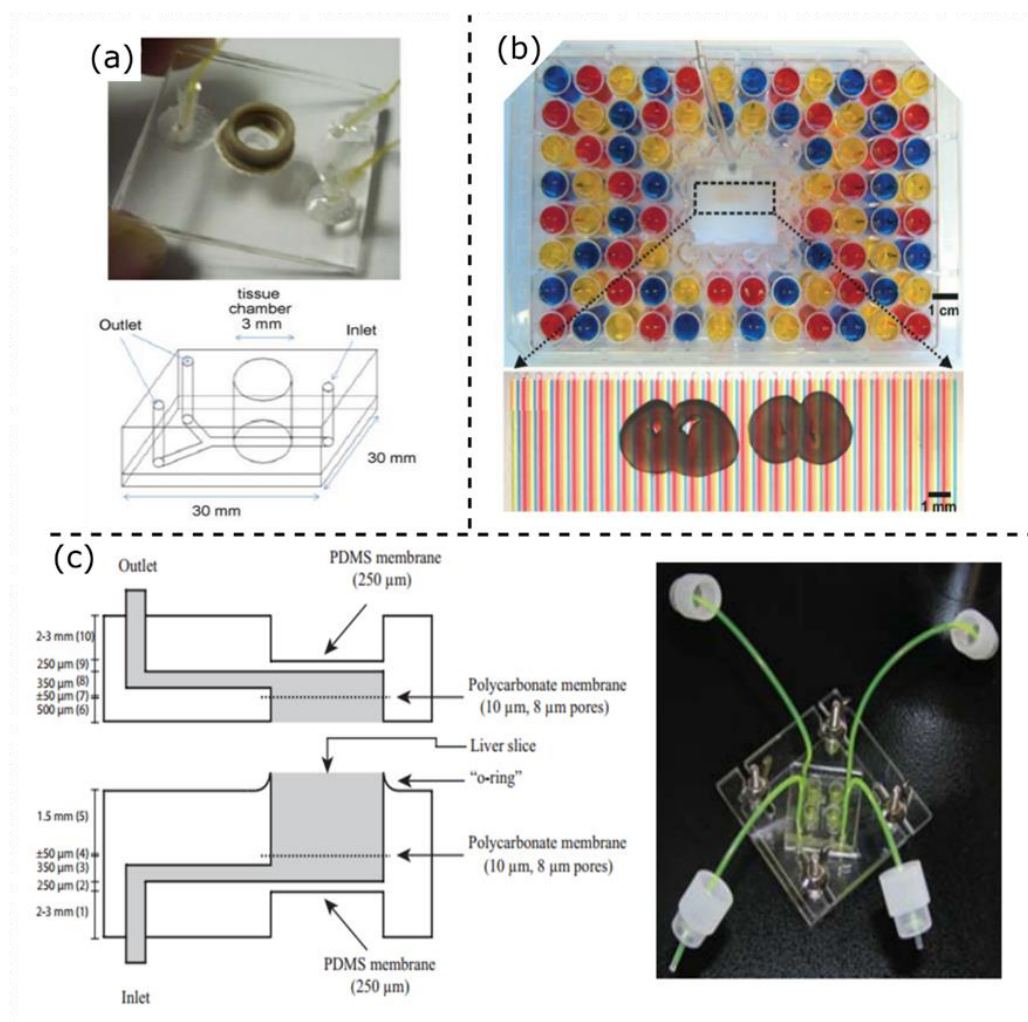 (a)
tissue
chamber
3 mm
Outlet
Inlet
30 mm
30 mm
(b)
1 cm
1 mm
(c)
Outlet
PDMS membrane
(250 µm)
2-3 mm (10)
250 µm (9)
350 µm (8)
±50 µm (7)
500 µm (6)
Polycarbonate membrane
(10 µm, 8 µm pores)
Liver slice
"o-ring"
1.5 mm (5)
±50 µm (4)
350 µm (3)
250 µm (2)
2-3 mm (1)
Polycarbonate membrane
(10 µm, 8 µm pores)
PDMS membrane
(250 µm)
Inlet